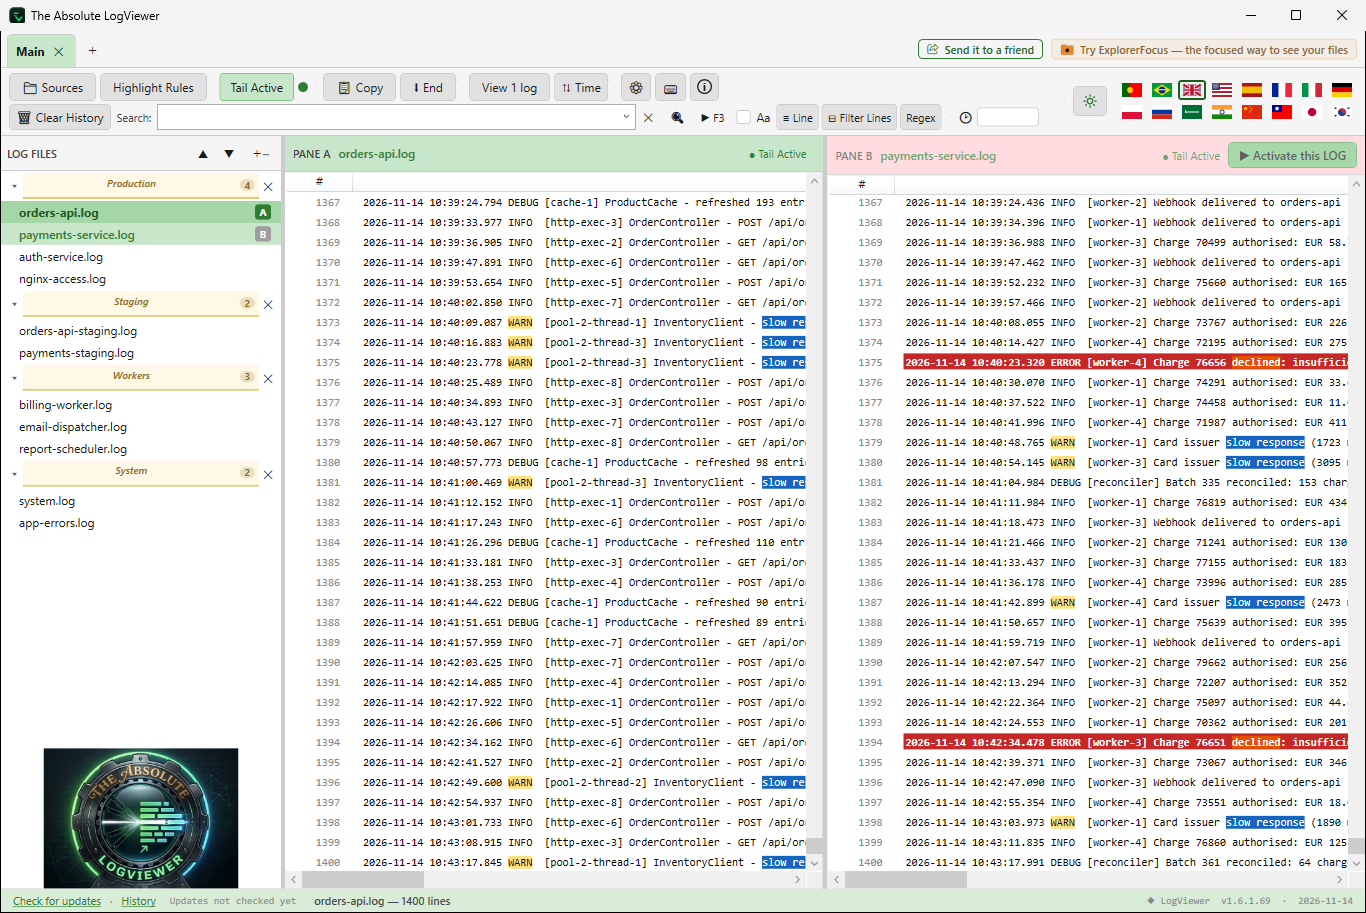 The Absolute LogViewer
Main
Send it to a friend
Try ExplorerFocus — the focused way to see your files
Sources
Highlight Rules
Tail Active
Copy
End
View 1 log
Time
Clear History
Search:
F3
Aa
Line
Filter Lines
Regex
LOG FILES
Production 4
orders-api.log A
payments-service.log B
auth-service.log
nginx-access.log
Staging 2
orders-api-staging.log
payments-staging.log
Workers 3
billing-worker.log
email-dispatcher.log
report-scheduler.log
System 2
system.log
app-errors.log
THE ABSOLUTE
LOGVIEWER
PANE A orders-api.log ● Tail Active
#
1367 2026-11-14 10:39:24.794 DEBUG [cache-1] ProductCache - refreshed 193 entri
1368 2026-11-14 10:39:33.977 INFO [http-exec-3] OrderController - POST /api/o
1369 2026-11-14 10:39:36.905 INFO [http-exec-2] OrderController - GET /api/or
1370 2026-11-14 10:39:47.891 INFO [http-exec-6] OrderController - GET /api/or
1371 2026-11-14 10:39:53.654 INFO [http-exec-5] OrderController - POST /api/o
1372 2026-11-14 10:40:02.850 INFO [http-exec-7] OrderController - GET /api/or
1373 2026-11-14 10:40:09.087 WARN [pool-2-thread-1] InventoryClient - slow re
1374 2026-11-14 10:40:16.883 WARN [pool-2-thread-3] InventoryClient - slow re
1375 2026-11-14 10:40:23.778 WARN [pool-2-thread-3] InventoryClient - slow re
1376 2026-11-14 10:40:25.489 INFO [http-exec-8] OrderController - POST /api/o
1377 2026-11-14 10:40:34.893 INFO [http-exec-3] OrderController - POST /api/o
1378 2026-11-14 10:40:43.127 INFO [http-exec-7] OrderController - POST /api/o
1379 2026-11-14 10:40:50.067 INFO [http-exec-8] OrderController - GET /api/or
1380 2026-11-14 10:40:57.773 DEBUG [cache-1] ProductCache - refreshed 98 entrie
1381 2026-11-14 10:41:00.469 WARN [pool-2-thread-3] InventoryClient - slow re
1382 2026-11-14 10:41:12.152 INFO [http-exec-1] OrderController - POST /api/o
1383 2026-11-14 10:41:17.243 INFO [http-exec-6] OrderController - POST /api/o
1384 2026-11-14 10:41:26.296 DEBUG [cache-1] ProductCache - refreshed 110 entri
1385 2026-11-14 10:41:33.181 INFO [http-exec-3] OrderController - GET /api/or
1386 2026-11-14 10:41:38.253 INFO [http-exec-4] OrderController - POST /api/o
1387 2026-11-14 10:41:44.622 DEBUG [cache-1] ProductCache - refreshed 90 entrie
1388 2026-11-14 10:41:51.651 DEBUG [cache-1] ProductCache - refreshed 89 entrie
1389 2026-11-14 10:41:57.959 INFO [http-exec-7] OrderController - GET /api/or
1390 2026-11-14 10:42:03.625 INFO [http-exec-7] OrderController - POST /api/o
1391 2026-11-14 10:42:14.085 INFO [http-exec-4] OrderController - POST /api/o
1392 2026-11-14 10:42:17.922 INFO [http-exec-1] OrderController - POST /api/o
1393 2026-11-14 10:42:26.606 INFO [http-exec-5] OrderController - POST /api/o
1394 2026-11-14 10:42:34.162 INFO [http-exec-6] OrderController - GET /api/or
1395 2026-11-14 10:42:41.527 INFO [http-exec-2] OrderController - GET /api/or
1396 2026-11-14 10:42:49.600 WARN [pool-2-thread-2] InventoryClient - slow re
1397 2026-11-14 10:42:54.937 INFO [http-exec-8] OrderController - POST /api/o
1398 2026-11-14 10:43:01.733 INFO [http-exec-6] OrderController - POST /api/o
1399 2026-11-14 10:43:08.915 INFO [http-exec-3] OrderController - GET /api/or
1400 2026-11-14 10:43:17.845 WARN [pool-2-thread-1] InventoryClient - slow re
PANE B payments-service.log ● Tail Active Activate this LOG
#
1367 2026-11-14 10:39:24.436 INFO [worker-2] Webhook delivered to orders-api
1368 2026-11-14 10:39:34.396 INFO [worker-1] Webhook delivered to orders-api
1369 2026-11-14 10:39:36.988 INFO [worker-3] Charge 70499 authorised: EUR 58.
1370 2026-11-14 10:39:47.462 INFO [worker-3] Webhook delivered to orders-api
1371 2026-11-14 10:39:52.232 INFO [worker-3] Charge 75660 authorised: EUR 165
1372 2026-11-14 10:39:57.466 INFO [worker-2] Webhook delivered to orders-api
1373 2026-11-14 10:40:08.055 INFO [worker-2] Charge 73767 authorised: EUR 226
1374 2026-11-14 10:40:14.427 INFO [worker-4] Charge 72195 authorised: EUR 275
1375 2026-11-14 10:40:23.320 ERROR [worker-4] Charge 76656 declined: insuffici
1376 2026-11-14 10:40:30.070 INFO [worker-1] Charge 74291 authorised: EUR 33.
1377 2026-11-14 10:40:37.522 INFO [worker-1] Charge 74458 authorised: EUR 11.
1378 2026-11-14 10:40:41.996 INFO [worker-4] Charge 71987 authorised: EUR 411
1379 2026-11-14 10:40:48.765 WARN [worker-1] Card issuer slow response (1723
1380 2026-11-14 10:40:54.145 WARN [worker-3] Card issuer slow response (3095
1381 2026-11-14 10:41:04.984 DEBUG [reconciler] Batch 335 reconciled: 153 char
1382 2026-11-14 10:41:11.984 INFO [worker-1] Charge 76819 authorised: EUR 434
1383 2026-11-14 10:41:18.473 INFO [worker-3] Webhook delivered to orders-api
1384 2026-11-14 10:41:21.466 INFO [worker-2] Charge 71241 authorised: EUR 130
1385 2026-11-14 10:41:33.437 INFO [worker-3] Charge 77155 authorised: EUR 183
1386 2026-11-14 10:41:36.178 INFO [worker-4] Charge 73996 authorised: EUR 285
1387 2026-11-14 10:41:42.899 WARN [worker-4] Card issuer slow response (2473
1388 2026-11-14 10:41:50.657 INFO [worker-1] Charge 75639 authorised: EUR 395
1389 2026-11-14 10:41:59.719 INFO [worker-1] Webhook delivered to orders-api
1390 2026-11-14 10:42:07.547 INFO [worker-2] Charge 79662 authorised: EUR 256
1391 2026-11-14 10:42:13.294 INFO [worker-3] Charge 72207 authorised: EUR 352
1392 2026-11-14 10:42:22.364 INFO [worker-2] Charge 75097 authorised: EUR 44.
1393 2026-11-14 10:42:24.553 INFO [worker-1] Charge 70362 authorised: EUR 201
1394 2026-11-14 10:42:34.478 ERROR [worker-3] Charge 76651 declined: insuffici
1395 2026-11-14 10:42:39.371 INFO [worker-2] Charge 73067 authorised: EUR 346
1396 2026-11-14 10:42:47.090 INFO [worker-3] Webhook delivered to orders-api
1397 2026-11-14 10:42:55.354 INFO [worker-4] Charge 73551 authorised: EUR 18.
1398 2026-11-14 10:43:03.973 WARN [worker-1] Card issuer slow response (1890
1399 2026-11-14 10:43:11.835 INFO [worker-4] Charge 76860 authorised: EUR 125
1400 2026-11-14 10:43:17.991 DEBUG [reconciler] Batch 361 reconciled: 64 charg
Check for updates · History Updates not checked yet orders-api.log — 1400 lines
◆ LogViewer v1.6.1.69 · 2026-11-14